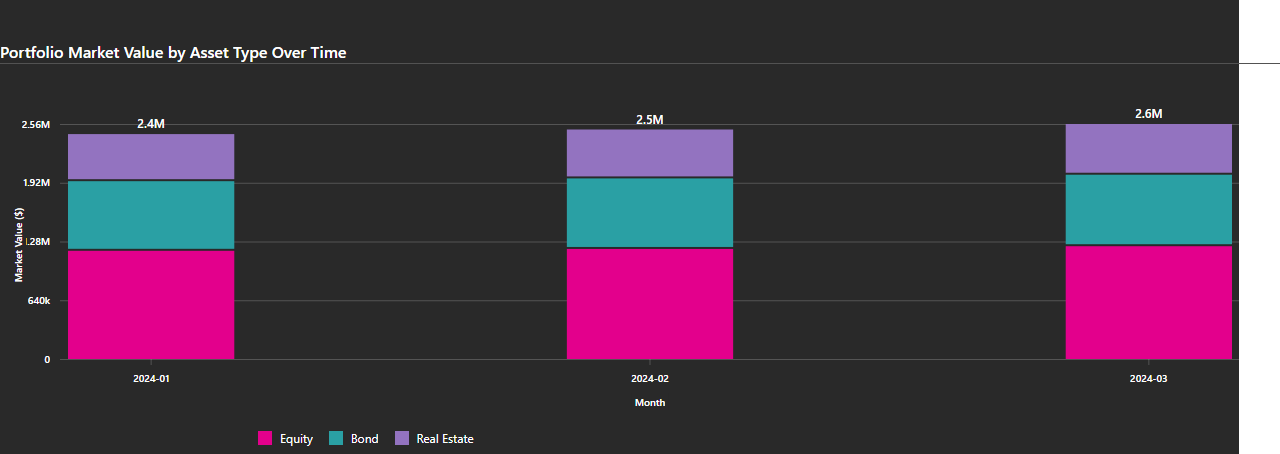 Portfolio Market Value by Asset Type Over Time
2.4M
2.5M
2.6M
2.56M
1.92M
1.28M
640k
0
Market Value ($)
2024-01
2024-02
2024-03
Month
Equity
Bond
Real Estate